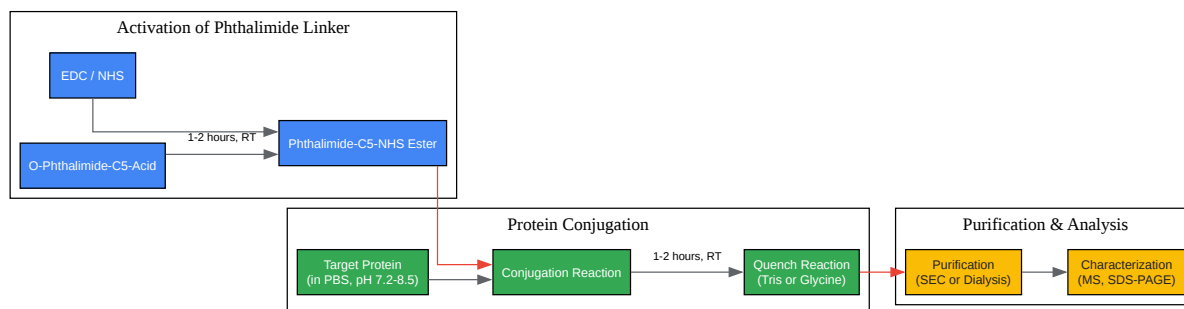 Activation of Phthalimide Linker
EDC / NHS
1-2 hours, RT
O-Phthalimide-C5-Acid
Phthalimide-C5-NHS Ester
Protein Conjugation
Target Protein
(in PBS, pH 7.2-8.5)
Conjugation Reaction
1-2 hours, RT
Quench Reaction
(Tris or Glycine)
Purification & Analysis
Purification
(SEC or Dialysis)
Characterization
(MS, SDS-PAGE)